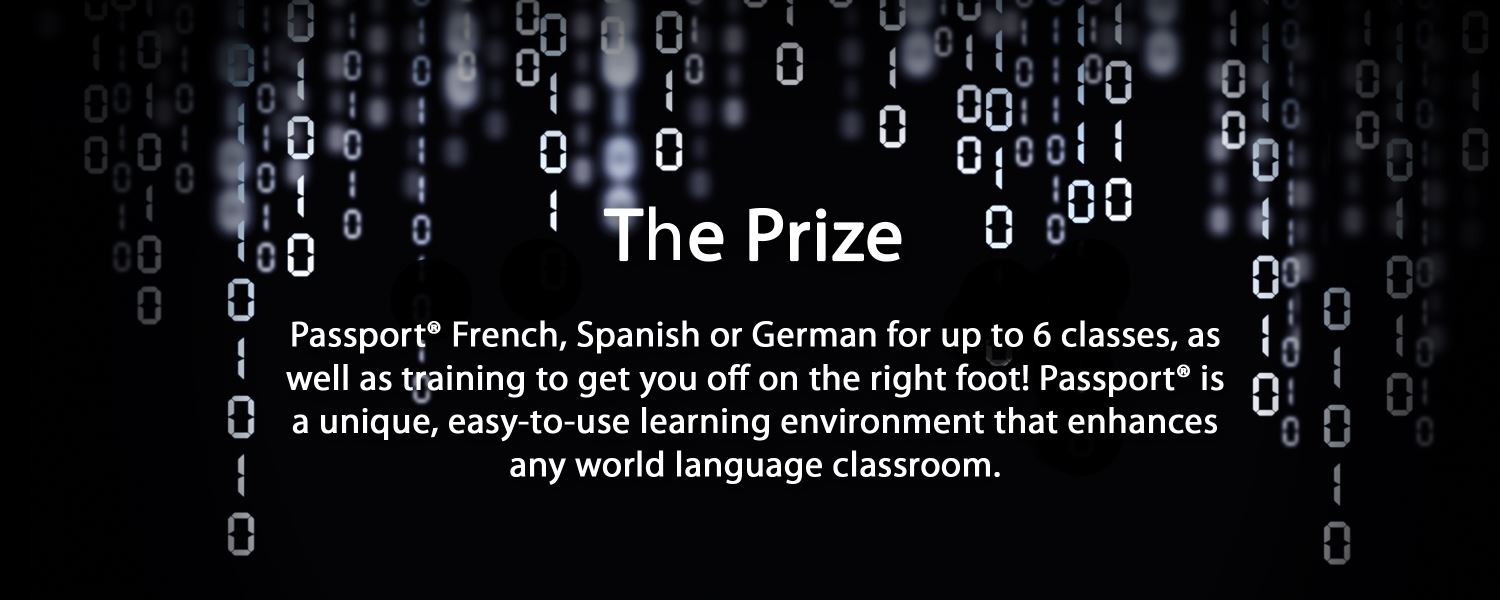 The Prize
Passport® French, Spanish or German for up to 6 classes, as
well as training to get you off on the right foot! Passport® is
a unique, easy-to-use learning environment that enhances
any world language classroom.